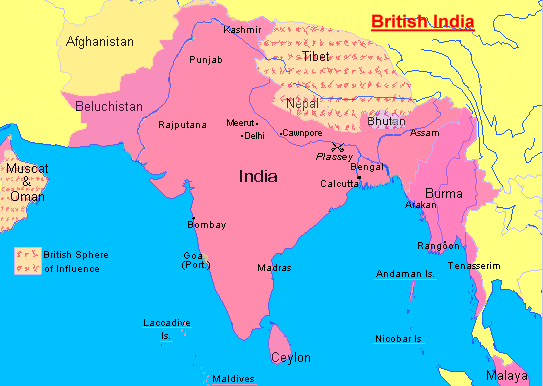 British India
Kashmir
Afghanistan
Tibet
Punjab
Beluchistan
Nepal
Bhutan
Rajputana
Meerut
Delhi
Cawnpore
Assam
Plassey
Bengal
India
Calcutta
Muscat
&
Oman
Burma
Arakan
Bombay
Rangoon
British Sphere
of Influence
Goa
(Port.)
Madras
Tenasserim
Andaman Is.
Laccadive
Is.
Nicobar Is
Ceylon
Maldives
Malaya